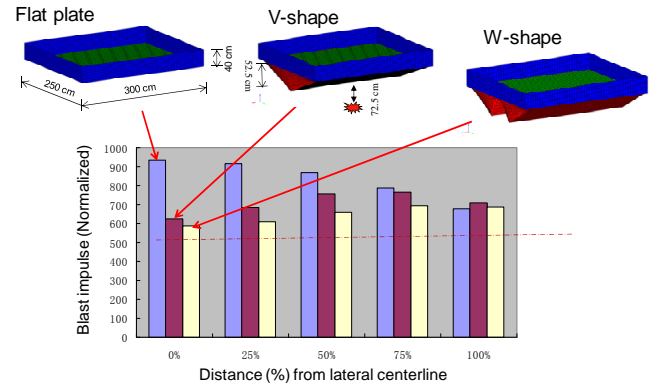 Flat plate
V-shape
W-shape
40 cm
250 cm
300 cm
52.5 cm
72.5 cm
Blast impulse (Normalized)
1000
900
800
700
600
500
400
300
200
100
0
0% 25% 50% 75% 100%
Distance (%) from lateral centerline